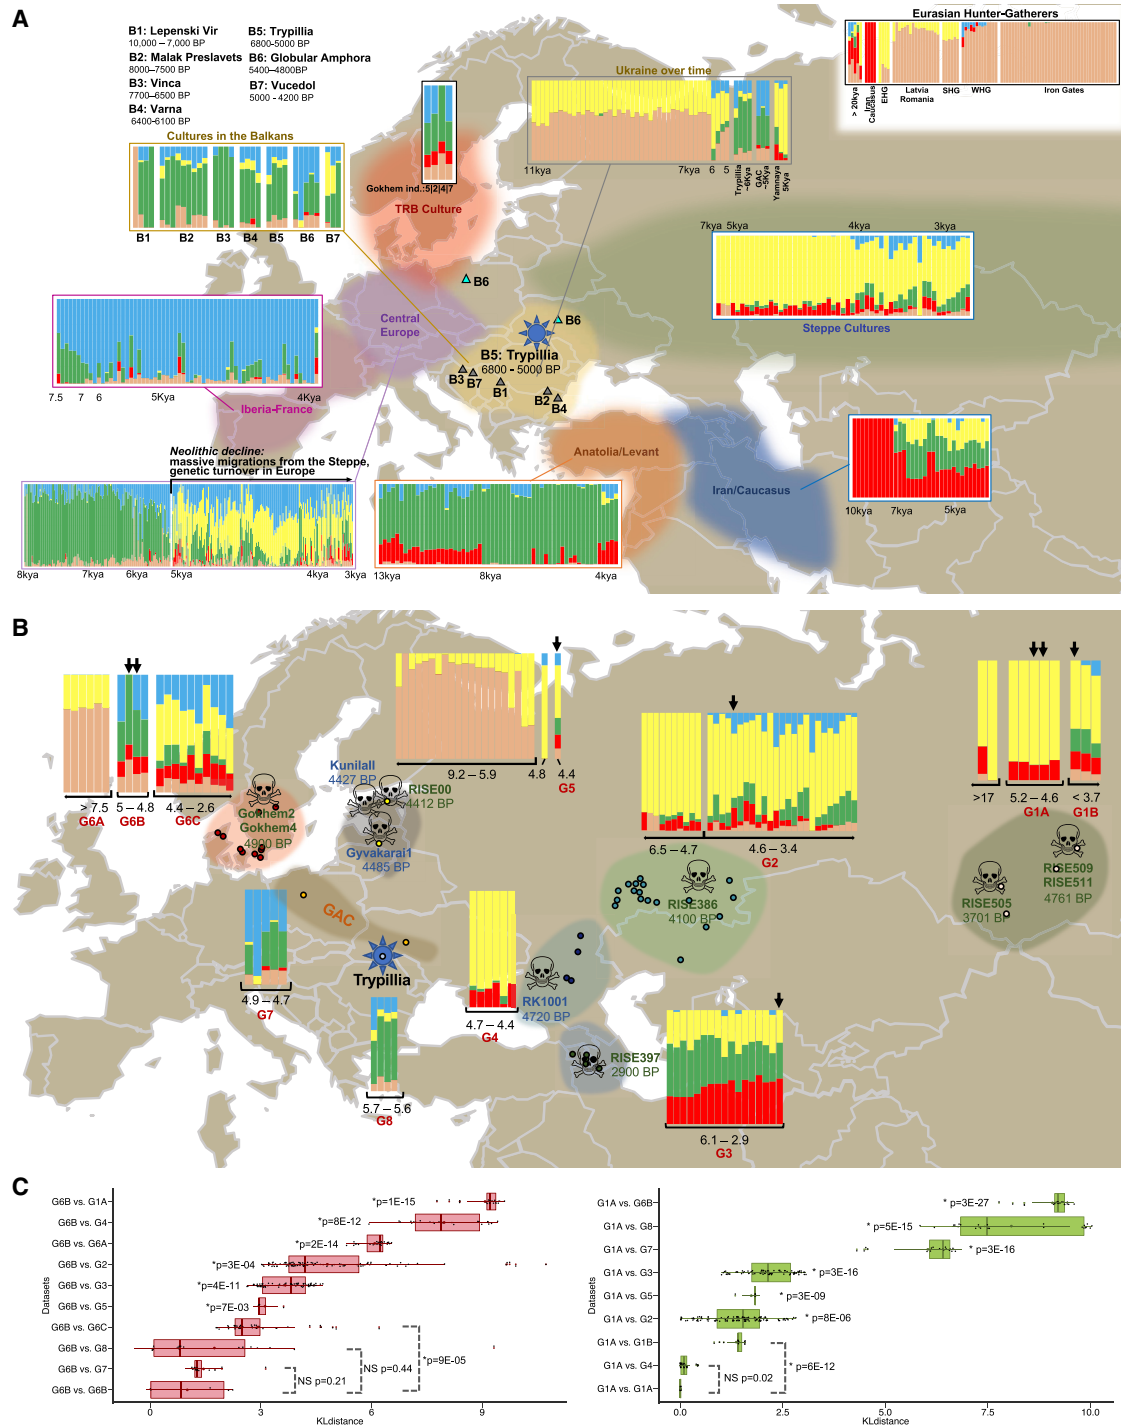 A
B1: Lepenski Vir
10,000 – 7,000 BP
B2: Malak Preslavets
8000–7500 BP
B3: Vinca
7700–6500 BP
B4: Varna
6400-6100 BP
B5: Trypillia
6800-5000 BP
B6: Globular Amphora
5400–4800BP
B7: Vucedol
5000 - 4200 BP
Cultures in the Balkans
B1 B2 B3 B4 B5 B6 B7
Gokhem ind.:5|2|4|7
TRB Culture
Ukraine over time
11kya 7kya 6 5
Trypillia ~6Kya
GAC ~5Kya
Yamnaya 5Kya
Eurasian Hunter-Gatherers
> 20kya
Iran Caucasus
EHG
Latvia Romania
SHG
WHG
Iron Gates
7kya 5kya 4kya 3kya
Steppe Cultures
B6
B6
Central Europe
B5: Trypillia
6800 - 5000 BP
B3
B7
B1
B2
B4
7.5 7 6 5Kya 4Kya
Iberia-France
Neolithic decline:
massive migrations from the Steppe,
genetic turnover in Europe
8kya 7kya 6kya 5kya 4kya 3kya
Anatolia/Levant
13kya 8kya 4kya
Iran/Caucasus
10kya 7kya 5kya
B
> 7.5
G6A
5 – 4.8
G6B
4.4 – 2.6
G6C
Gokhem2
Gokhem4
4900 BP
KunilaII
4427 BP
RISE00
4412 BP
Gyvakarai1
4485 BP
9.2 – 5.9 4.8 4.4
G5
6.5 – 4.7 4.6 – 3.4
G2
>17 5.2 – 4.6 < 3.7
G1A G1B
RISE509
RISE511
4761 BP
RISE505
3701 BP
RISE386
4100 BP
GAC
Trypillia
4.9 – 4.7
G7
5.7 – 5.6
G8
4.7 – 4.4
G4
RK1001
4720 BP
RISE397
2900 BP
6.1 – 2.9
G3
C
Datasets
G6B vs. G1A
*p=1E-15
G6B vs. G4
*p=8E-12
G6B vs. G6A
*p=2E-14
G6B vs. G2
*p=3E-04
G6B vs. G3
*p=4E-11
G6B vs. G5
*p=7E-03
G6B vs. G6C
G6B vs. G8
G6B vs. G7
G6B vs. G6B
NS p=0.21
NS p=0.44
*p=9E-05
0 3 6 9
KLdistance
Datasets
G1A vs. G6B
* p=3E-27
G1A vs. G8
*p=5E-15
G1A vs. G7
* p=3E-16
G1A vs. G3
* p=3E-16
G1A vs. G5
* p=3E-09
G1A vs. G2
*p=8E-06
G1A vs. G1B
G1A vs. G4
G1A vs. G1A
NS p=0.02
* p=6E-12
0.0 2.5 5.0 7.5 10.0
KLdistance